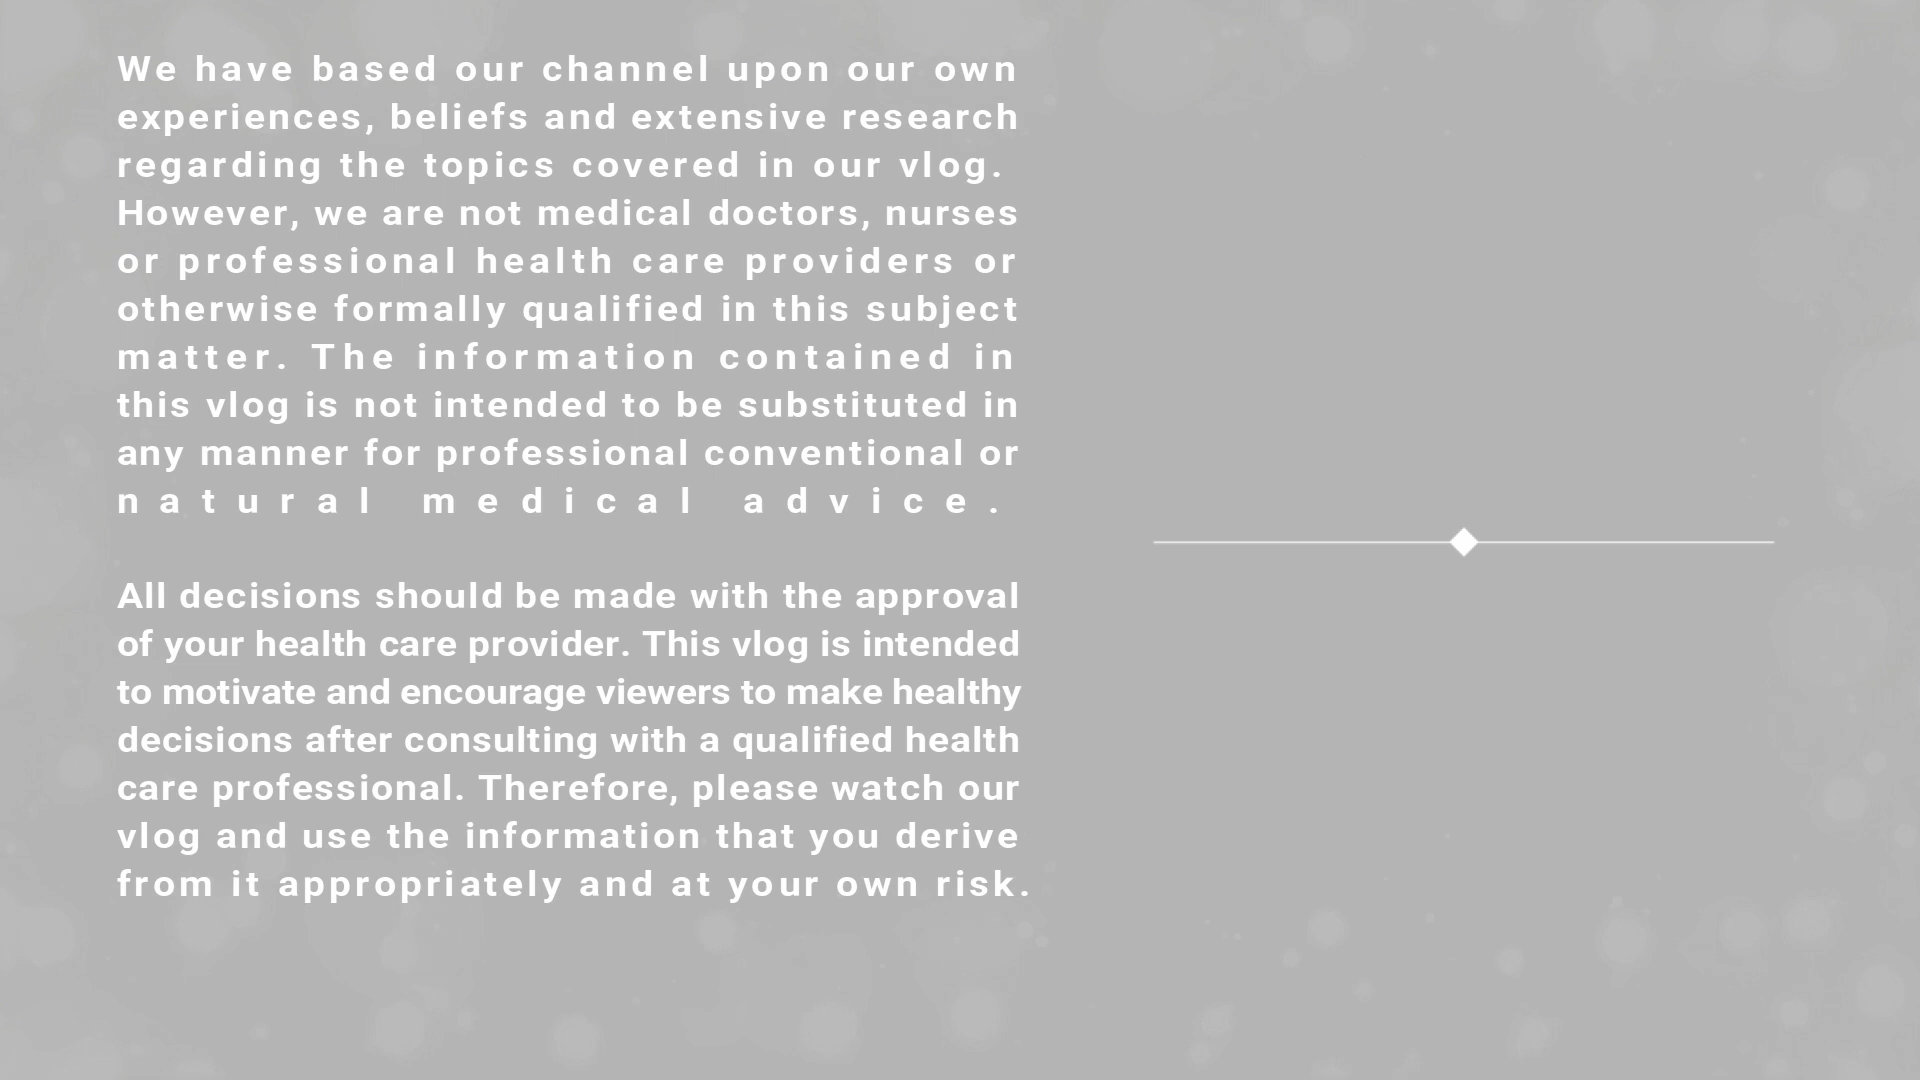 We have based our channel upon our own
experiences, beliefs and extensive research
regarding the topics covered in our vlog.
However, we are not medical doctors, nurses
or professional health care providers or
otherwise formally qualified in this subject
matter. The information contained in
this vlog is not intended to be substituted in
any manner for professional conventional or
natural medical advice.
All decisions should be made with the approval
of your health care provider. This vlog is intended
to motivate and encourage viewers to make healthy
decisions after consulting with a qualified health
care professional. Therefore, please watch our
vlog and use the information that you derive
from it appropriately and at your own risk.